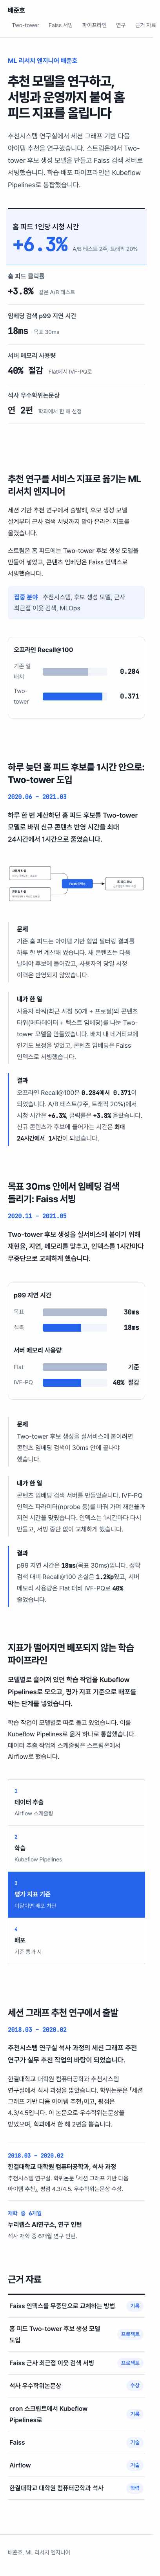 배준호
Two-tower
Faiss 서빙
파이프라인
연구
근거 자료
ML 리서치 엔지니어 배준호
추천 모델을 연구하고,
서빙과 운영까지 붙여 홈
피드 지표를 올립니다
추천시스템 연구실에서 세션 그래프 기반 다음
아이템 추천을 연구했습니다. 스트림온에서 Two-
tower 후보 생성 모델을 만들고 Faiss 검색 서버로
서빙했습니다. 학습·배포 파이프라인은 Kubeflow
Pipelines로 통합했습니다.
홈 피드 1인당 시청 시간
+6.3% A/B 테스트 2주, 트래픽 20%
홈 피드 클릭률
+3.8% 같은 A/B 테스트
임베딩 검색 p99 지연 시간
18ms 목표 30ms
서버 메모리 사용량
40% 절감 Flat에서 IVF-PQ로
석사 우수학위논문상
연 2편 학과에서 한 해 선정
추천 연구를 서비스 지표로 옮기는 ML
리서치 엔지니어
세션 기반 추천 연구에서 출발해, 후보 생성 모델
설계부터 근사 검색 서빙까지 맡아 온라인 지표를
올렸습니다.
스트림온 홈 피드에는 Two-tower 후보 생성 모델을
만들어 넣었고, 콘텐츠 임베딩은 Faiss 인덱스로
서빙했습니다.
집중 분야 추천시스템, 후보 생성 모델, 근사
최근접 이웃 검색, MLOps
오프라인 Recall@100
기존 일
배치
0.284
Two-
tower
0.371
하루 늦던 홈 피드 후보를 1시간 안으로:
Two-tower 도입
2020.06 – 2021.03
하루 한 번 계산하던 홈 피드 후보를 Two-tower
모델로 바꿔 신규 콘텐츠 반영 시간을 최대
24시간에서 1시간으로 줄였습니다.
문제
기존 홈 피드는 아이템 기반 협업 필터링 결과를
하루 한 번 계산해 썼습니다. 새 콘텐츠는 다음
날에야 후보에 들어갔고, 사용자의 당일 시청
이력은 반영되지 않았습니다.
내가 한 일
사용자 타워(최근 시청 50개 + 프로필)와 콘텐츠
타워(메타데이터 + 텍스트 임베딩)를 나눈 Two-
tower 모델을 만들었습니다. 배치 내 네거티브에
인기도 보정을 넣었고, 콘텐츠 임베딩은 Faiss
인덱스로 서빙했습니다.
결과
오프라인 Recall@100은 0.284에서 0.371이
되었습니다. A/B 테스트(2주, 트래픽 20%)에서
시청 시간은 +6.3%, 클릭률은 +3.8% 올랐습니다.
신규 콘텐츠가 후보에 들어가는 시간은 최대
24시간에서 1시간이 되었습니다.
목표 30ms 안에서 임베딩 검색
돌리기: Faiss 서빙
2020.11 – 2021.05
Two-tower 후보 생성을 실서비스에 붙이기 위해
재현율, 지연, 메모리를 맞추고, 인덱스를 1시간마다
무중단으로 교체하게 했습니다.
p99 지연 시간
목표
30ms
실측
18ms
서버 메모리 사용량
Flat
기준
IVF-PQ
40% 절감
문제
Two-tower 후보 생성을 실서비스에 붙이려면
콘텐츠 임베딩 검색이 30ms 안에 끝나야
했습니다.
내가 한 일
콘텐츠 임베딩 검색 서버를 만들었습니다. IVF-PQ
인덱스 파라미터(nprobe 등)를 바꿔 가며 재현율과
지연 시간을 맞췄습니다. 인덱스는 1시간마다 다시
만들고, 서빙 중단 없이 교체하게 했습니다.
결과
p99 지연 시간은 18ms(목표 30ms)입니다. 정확
검색 대비 Recall@100 손실은 1.2%p였고, 서버
메모리 사용량은 Flat 대비 IVF-PQ로 40%
줄었습니다.
지표가 떨어지면 배포되지 않는 학습
파이프라인
모델별로 흩어져 있던 학습 작업을 Kubeflow
Pipelines로 모으고, 평가 지표 기준으로 배포를
막는 단계를 넣었습니다.
학습 작업이 모델별로 따로 돌고 있었습니다. 이를
Kubeflow Pipelines로 옮겨 하나로 통합했습니다.
데이터 추출 작업의 스케줄링은 스트림온에서
Airflow로 했습니다.
1
데이터 추출
Airflow 스케줄링
2
학습
Kubeflow Pipelines
3
평가 지표 기준
미달이면 배포 차단
4
배포
기준 통과 시
세션 그래프 추천 연구에서 출발
2018.03 – 2020.02
추천시스템 연구실 석사 과정의 세션 그래프 추천
연구가 실무 추천 작업의 바탕이 되었습니다.
한결대학교 대학원 컴퓨터공학과 추천시스템
연구실에서 석사 과정을 밟았습니다. 학위논문은 「세션
그래프 기반 다음 아이템 추천」이고, 평점은
4.3/4.5입니다. 이 논문으로 우수학위논문상을
받았으며, 학과에서 한 해 2편을 뽑습니다.
2018.03 – 2020.02
한결대학교 대학원 컴퓨터공학과, 석사 과정
추천시스템 연구실. 학위논문 「세션 그래프 기반 다음
아이템 추천」, 평점 4.3/4.5. 우수학위논문상 수상.
재학 중 6개월
누리랩스 AI연구소, 연구 인턴
석사 재학 중 6개월 연구 인턴.
근거 자료
Faiss 인덱스를 무중단으로 교체하는 방법
기록
홈 피드 Two-tower 후보 생성 모델
도입
프로젝트
Faiss 근사 최근접 이웃 검색 서빙
프로젝트
석사 우수학위논문상
수상
cron 스크립트에서 Kubeflow
Pipelines로
기록
Faiss
기술
Airflow
기술
한결대학교 대학원 컴퓨터공학과 석사
학력
배준호, ML 리서치 엔지니어